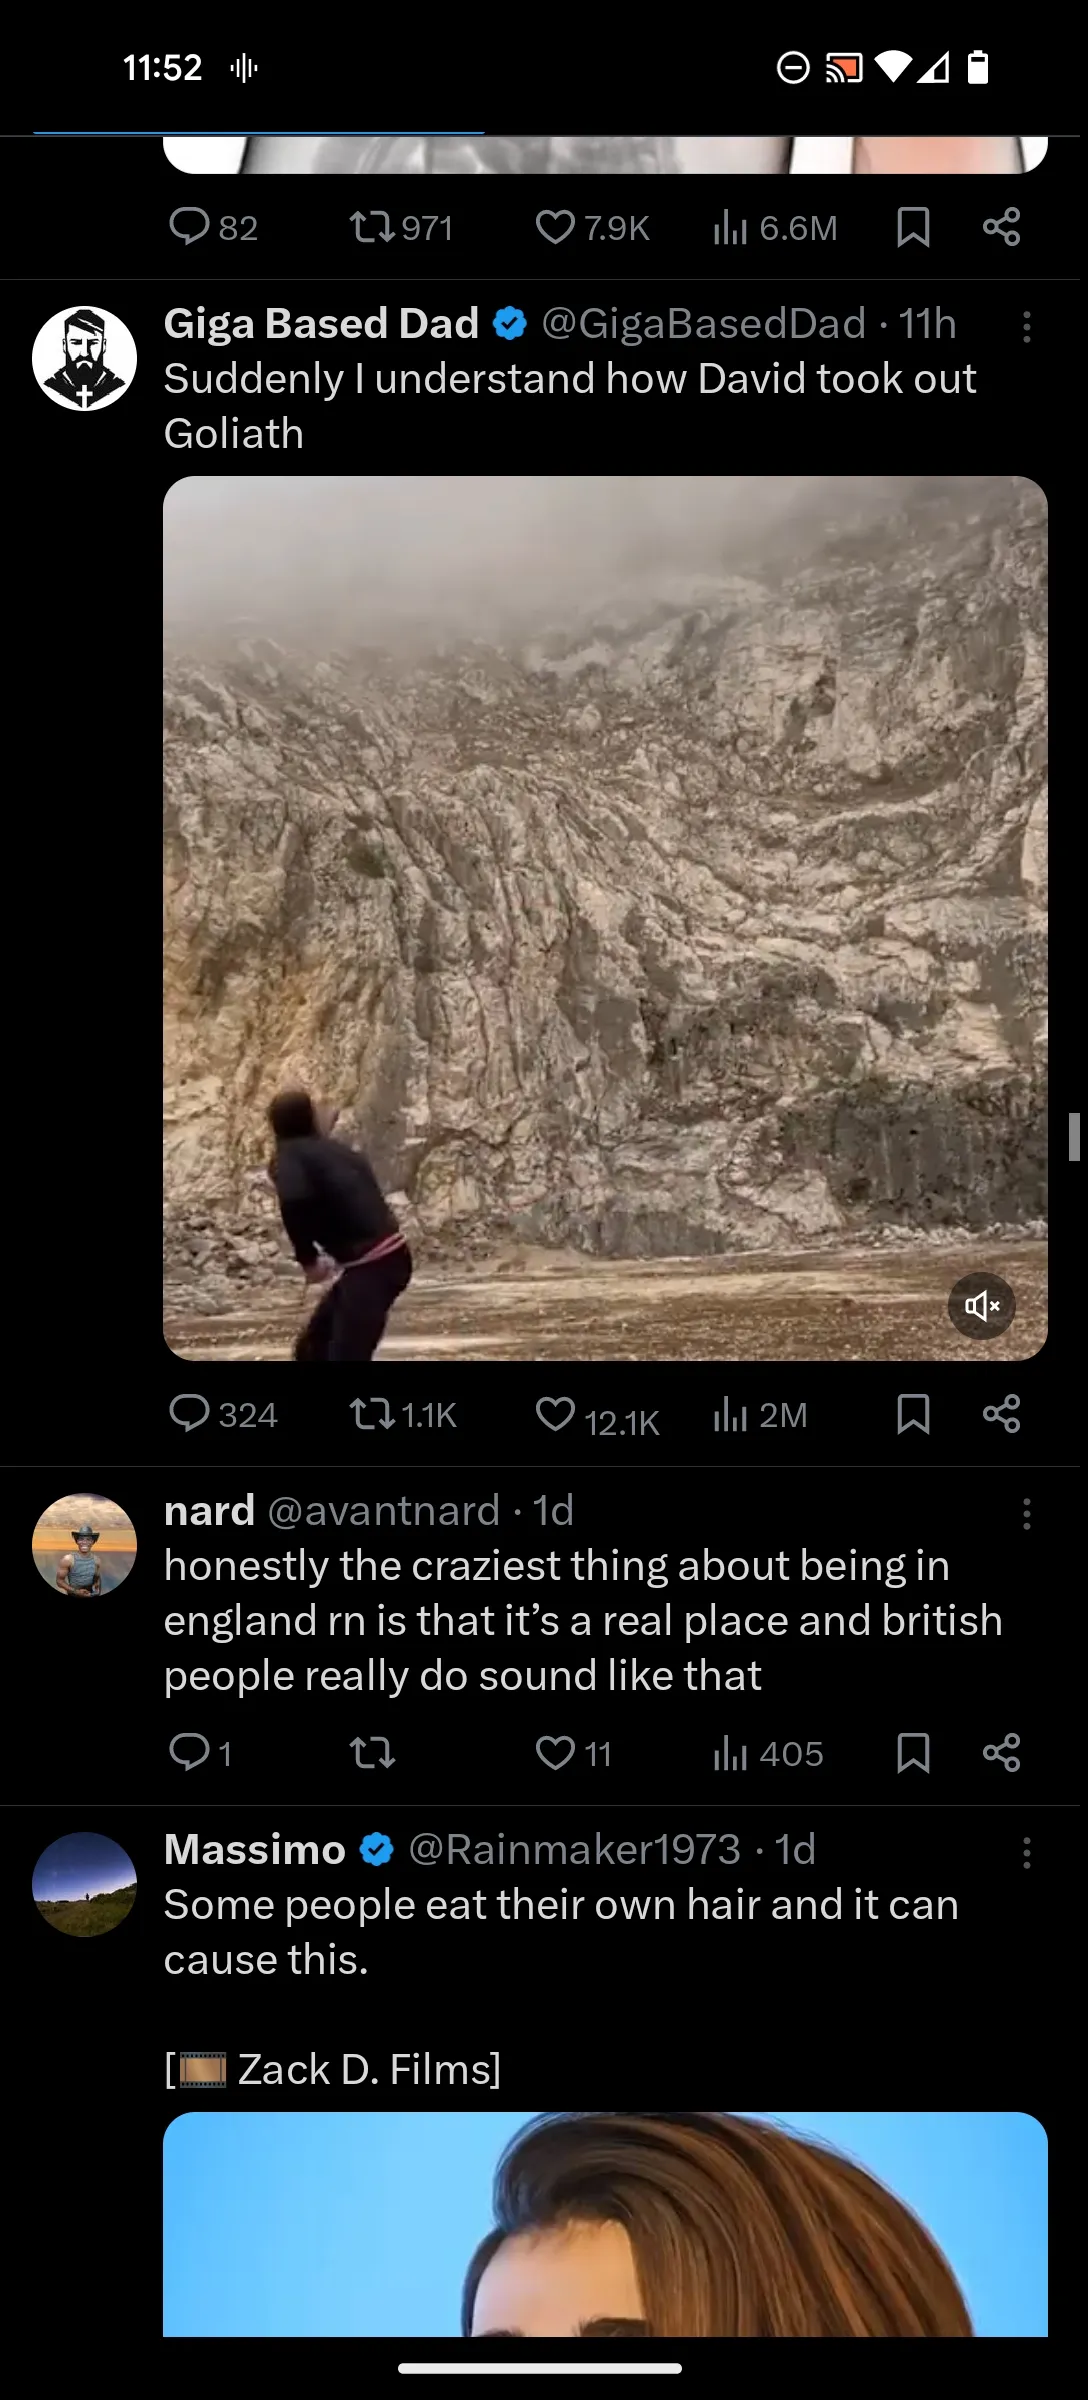 11:52
82 971 7.9K 6.6M
Giga Based Dad @GigaBasedDad · 11h
Suddenly I understand how David took out
Goliath
324 1.1K 12.1K 2M
nard @avantnard · 1d
honestly the craziest thing about being in
england rn is that it’s a real place and british
people really do sound like that
1 11 405
Massimo @Rainmaker1973 · 1d
Some people eat their own hair and it can
cause this.
[🎞️ Zack D. Films]